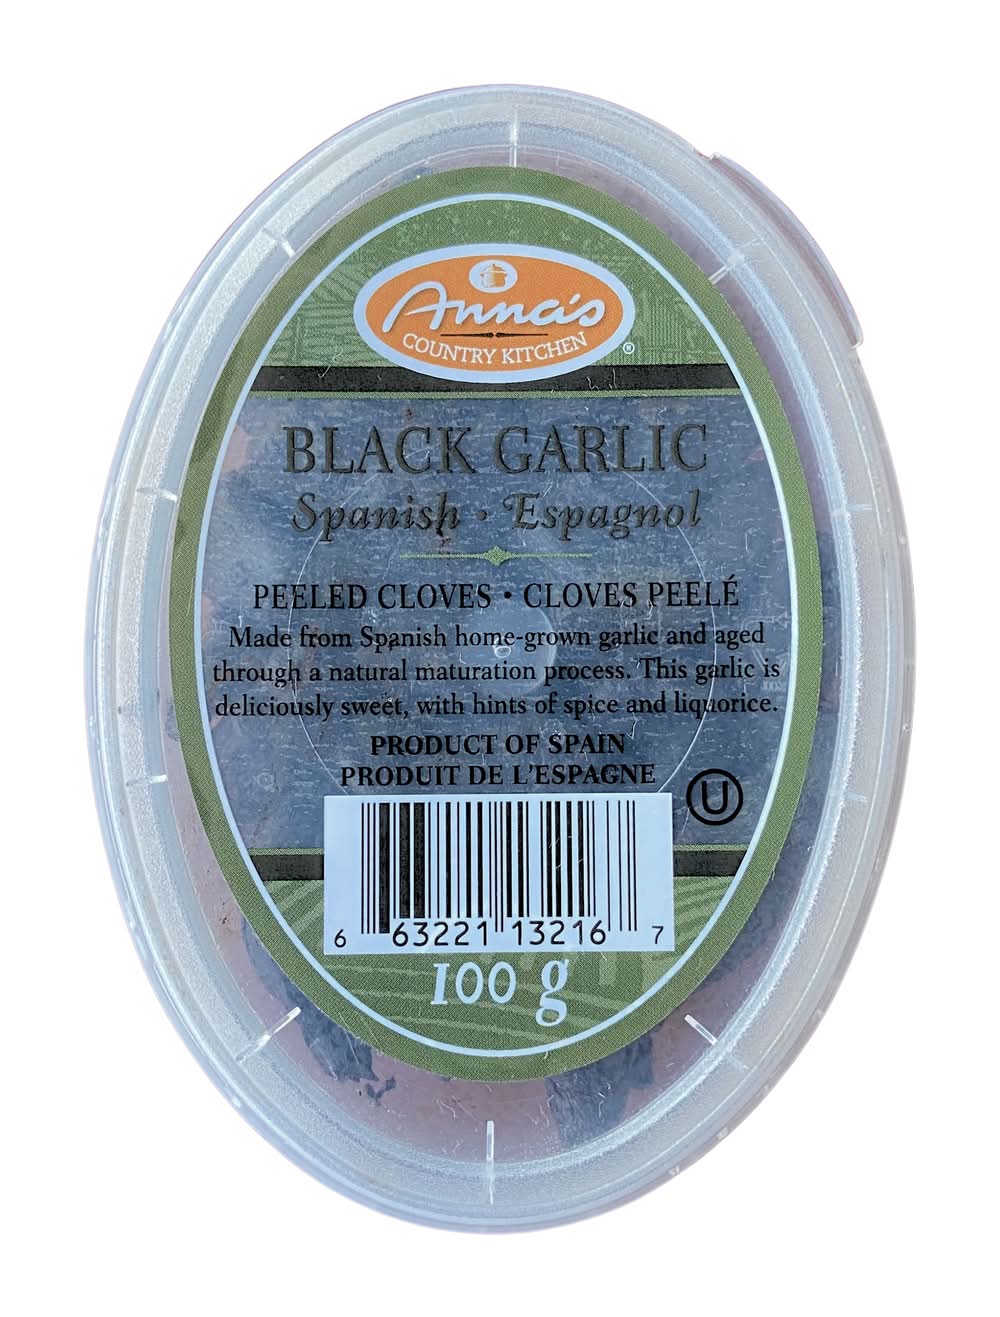 Anna's
COUNTRY KITCHEN
®
BLACK GARLIC
Spanish • Espagnol
PEELED CLOVES • CLOVES PEELÉ
Made from Spanish home-grown garlic and aged
through a natural maturation process. This garlic is
deliciously sweet, with hints of spice and liquorice.
PRODUCT OF SPAIN
PRODUIT DE L'ESPAGNE
U
6 63221 13216 7
100 g